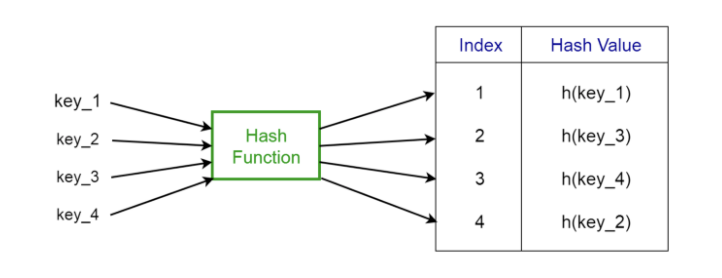 key_1
key_2
key_3
key_4
Hash
Function
Index Hash Value
1 h(key_1)
2 h(key_3)
3 h(key_4)
4 h(key_2)